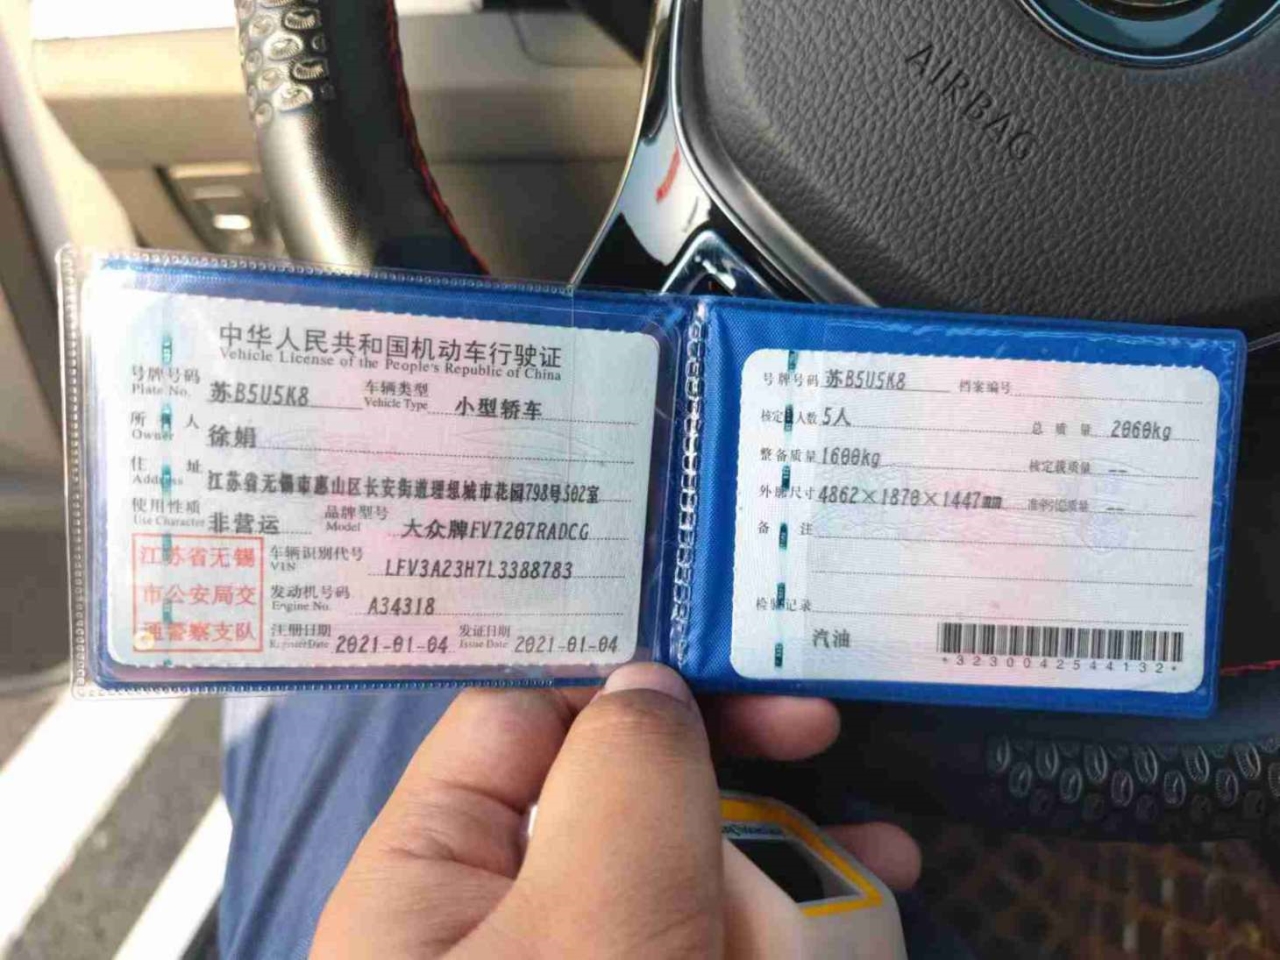 AIRBAG
中华人民共和国机动车行驶证
Vehicle License of the People's Republic of China
号牌号码 苏B5U5K8 车辆类型 小型轿车
Plate No. Vehicle Type
所有人 徐娟
Owner
住址 江苏省无锡市惠山区长安街道理想城市花园798号502室
Address
使用性质 非营运 品牌型号 大众牌FV7207RADCG
Use Character Model
江苏省无锡
市公安局交
通警察支队
车辆识别代号 LFV3A23H7L3388783
VIN
发动机号码 A34318
Engine No.
注册日期 2021-01-04 发证日期 2021-01-04
Register Date Issue Date
号牌号码 苏B5U5K8 档案编号
核定人数 5人 总质量 2060kg
整备质量 1600kg 核定载质量 --
外廓尺寸 4862×1870×1447mm 准牵引总质量 --
备注
检验记录
汽油
*3230042544132*